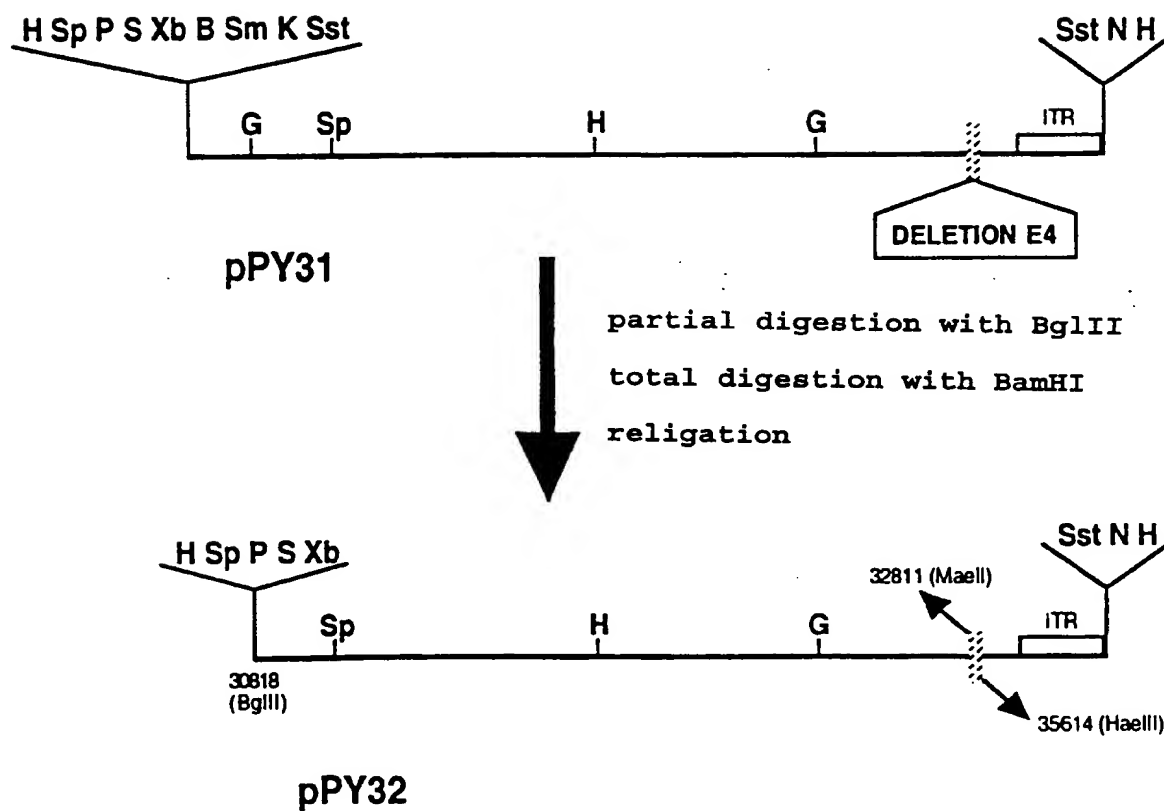 H Sp P S Xb B Sm K Sst
Sst N H
G Sp H G ITR
DELETION E4
pPY31
partial digestion with BglII
total digestion with BamHI
religation
H Sp P S Xb
Sst N H
32811 (MaeII)
Sp H G ITR
30818
(BglII)
35614 (HaeIII)
pPY32